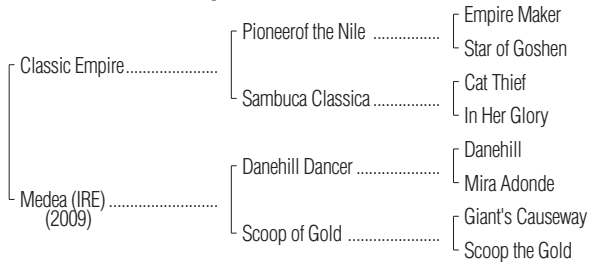 Empire Maker
Pioneerof the Nile ................
Star of Goshen
Classic Empire......................
Cat Thief
Sambuca Classica................
In Her Glory
Danehill
Danehill Dancer ....................
Mira Adonde
Medea (IRE) ..........................
(2009)
Giant's Causeway
Scoop of Gold ......................
Scoop the Gold